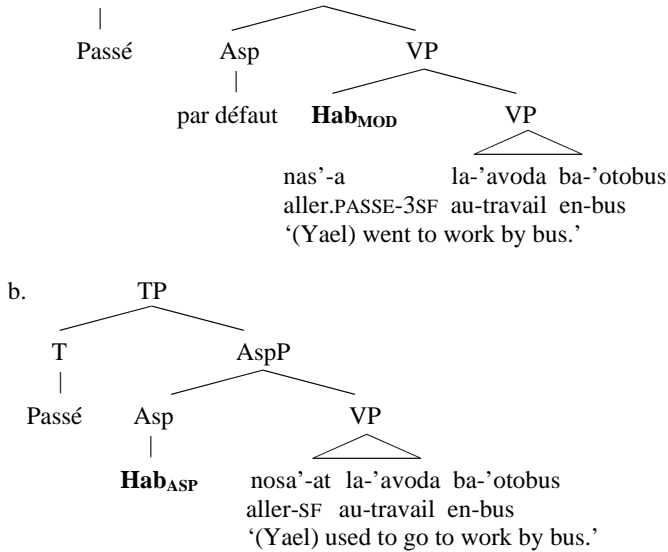 Passé Asp VP
par défaut Hab_MOD VP
nas'-a la-'avoda ba-'otobus
aller.PASSE-3SF au-travail en-bus
'(Yael) went to work by bus.'
b. TP
T AspP
Passé Asp VP
Hab_ASP nosa'-at la-'avoda ba-'otobus
aller-SF au-travail en-bus
'(Yael) used to go to work by bus.'